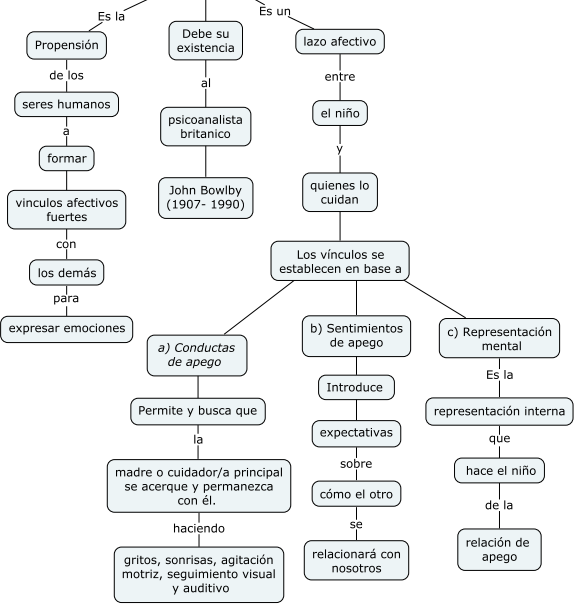 Es la
Propensión
de los
seres humanos
a
formar
vinculos afectivos
fuertes
con
los demás
para
expresar emociones
Debe su
existencia
al
psicoanalista
britanico
John Bowlby
(1907- 1990)
Es un
lazo afectivo
entre
el niño
y
quienes lo
cuidan
Los vínculos se
establecen en base a
a) Conductas
de apego
Permite y busca que
la
madre o cuidador/a principal
se acerque y permanezca
con él.
haciendo
gritos, sonrisas, agitación
motriz, seguimiento visual
y auditivo
b) Sentimientos
de apego
Introduce
expectativas
sobre
cómo el otro
se
relacionará con
nosotros
c) Representación
mental
Es la
representación interna
que
hace el niño
de la
relación de
apego